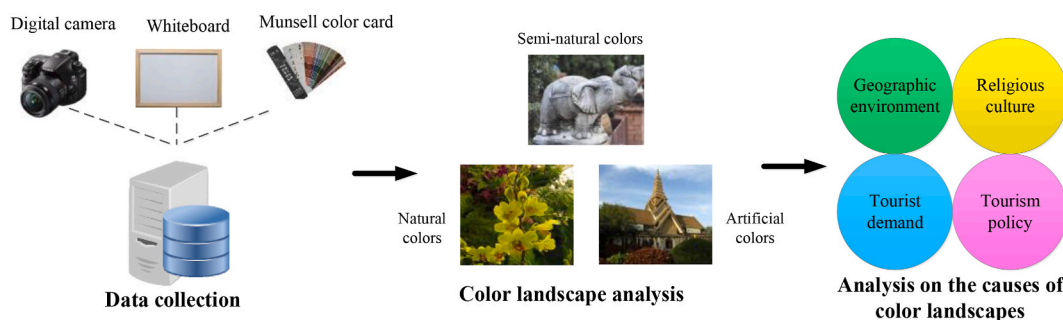 Digital camera
Whiteboard
Munsell color card
Data collection
Semi-natural colors
Natural
colors
Artificial
colors
Color landscape analysis
Geographic
environment
Religious
culture
Tourist
demand
Tourism
policy
Analysis on the causes of
color landscapes